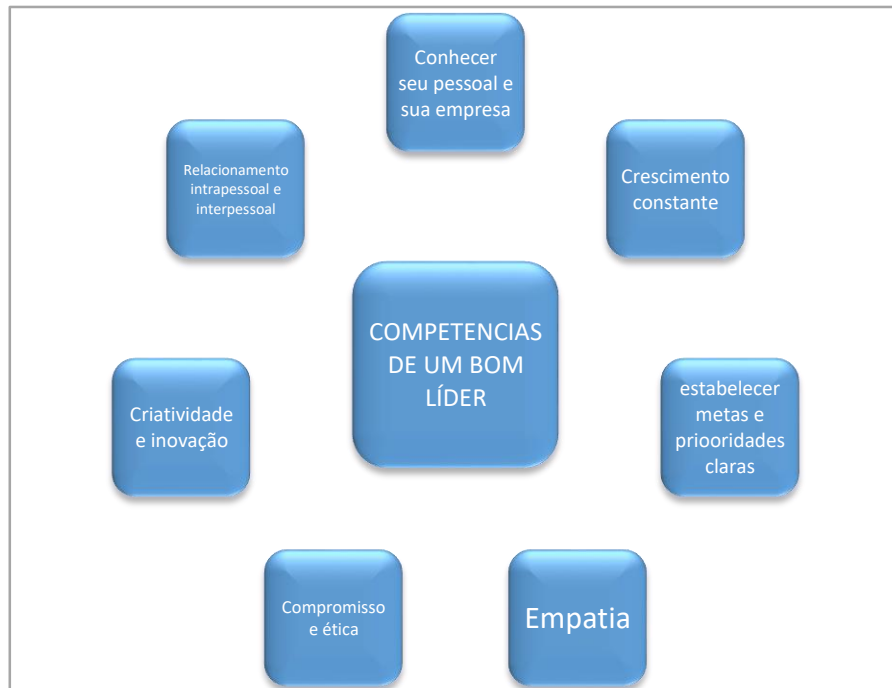 Conhecer
seu pessoal e
sua empresa
Relacionamento
intrapessoal e
interpessoal
Crescimento
constante
COMPETENCIAS
DE UM BOM
LÍDER
Criatividade
e inovação
estabelecer
metas e
priooridades
claras
Compromisso
e ética
Empatia